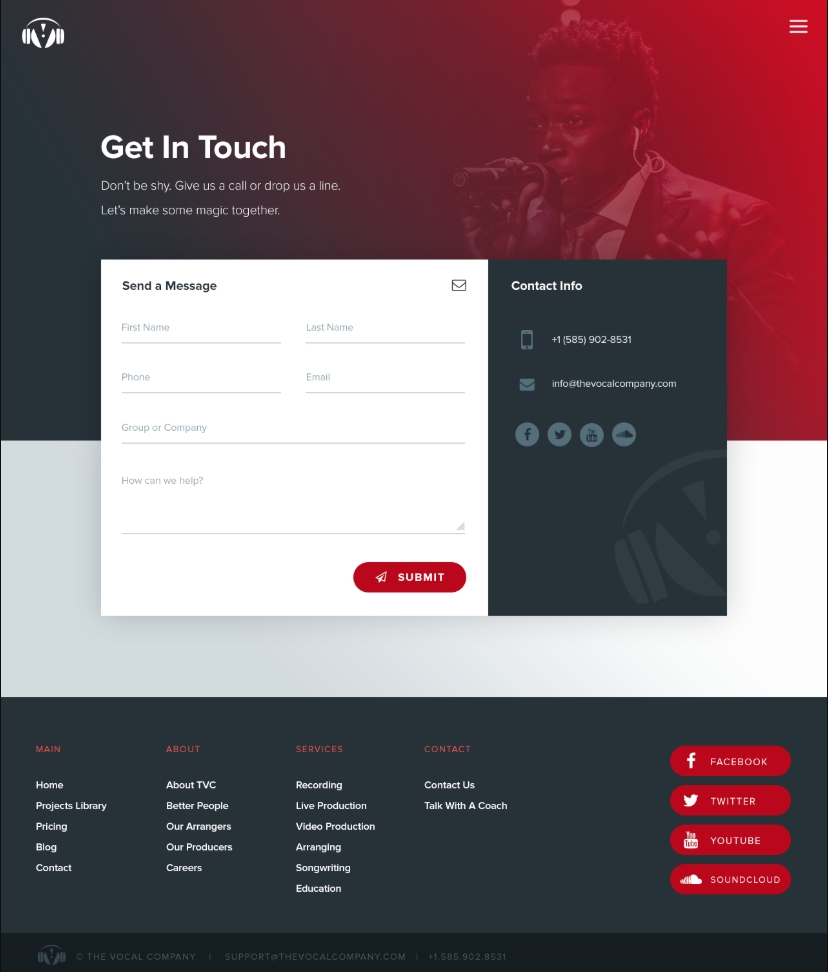 Get In Touch
Don't be shy. Give us a call or drop us a line.
Let's make some magic together.
Send a Message
First Name
Last Name
Phone
Email
Group or Company
How can we help?
SUBMIT
Contact Info
+1 (585) 902-8531
info@thevocalcompany.com
MAIN
Home
Projects Library
Pricing
Blog
Contact
ABOUT
About TVC
Better People
Our Arrangers
Our Producers
Careers
SERVICES
Recording
Live Production
Video Production
Arranging
Songwriting
Education
CONTACT
Contact Us
Talk With A Coach
FACEBOOK
TWITTER
You Tube
YOUTUBE
SOUNDCLOUD
© THE VOCAL COMPANY | SUPPORT@THEVOCALCOMPANY.COM | +1.585.902.8531